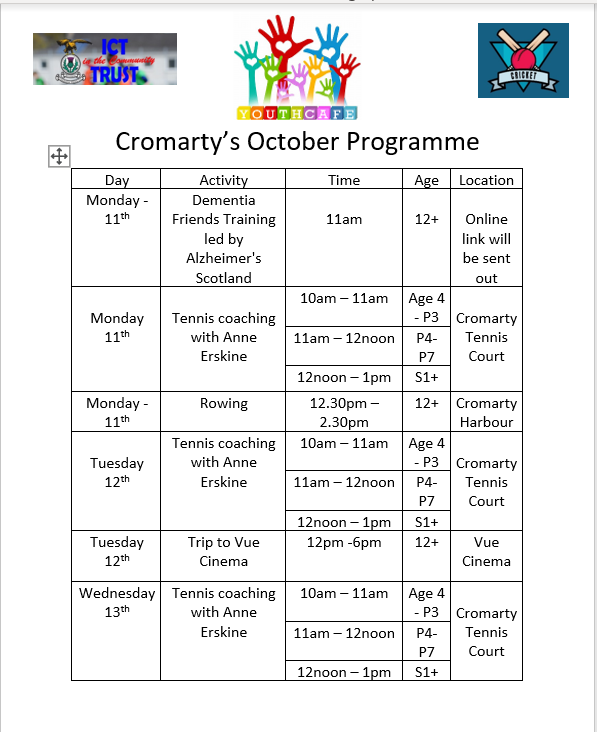 ICT
in the Community
TRUST
YOUTHCAFE
CRICKET
Cromarty's October Programme
Day Activity Time Age Location
Monday - 11th
Dementia Friends Training led by Alzheimer's Scotland
11am
12+
Online link will be sent out
Monday 11th
Tennis coaching with Anne Erskine
10am – 11am
Age 4 - P3
11am – 12noon
P4-P7
12noon – 1pm
S1+
Cromarty Tennis Court
Monday - 11th
Rowing
12.30pm – 2.30pm
12+
Cromarty Harbour
Tuesday 12th
Tennis coaching with Anne Erskine
10am – 11am
Age 4 - P3
11am – 12noon
P4-P7
12noon – 1pm
S1+
Cromarty Tennis Court
Tuesday 12th
Trip to Vue Cinema
12pm -6pm
12+
Vue Cinema
Wednesday 13th
Tennis coaching with Anne Erskine
10am – 11am
Age 4 - P3
11am – 12noon
P4-P7
12noon – 1pm
S1+
Cromarty Tennis Court